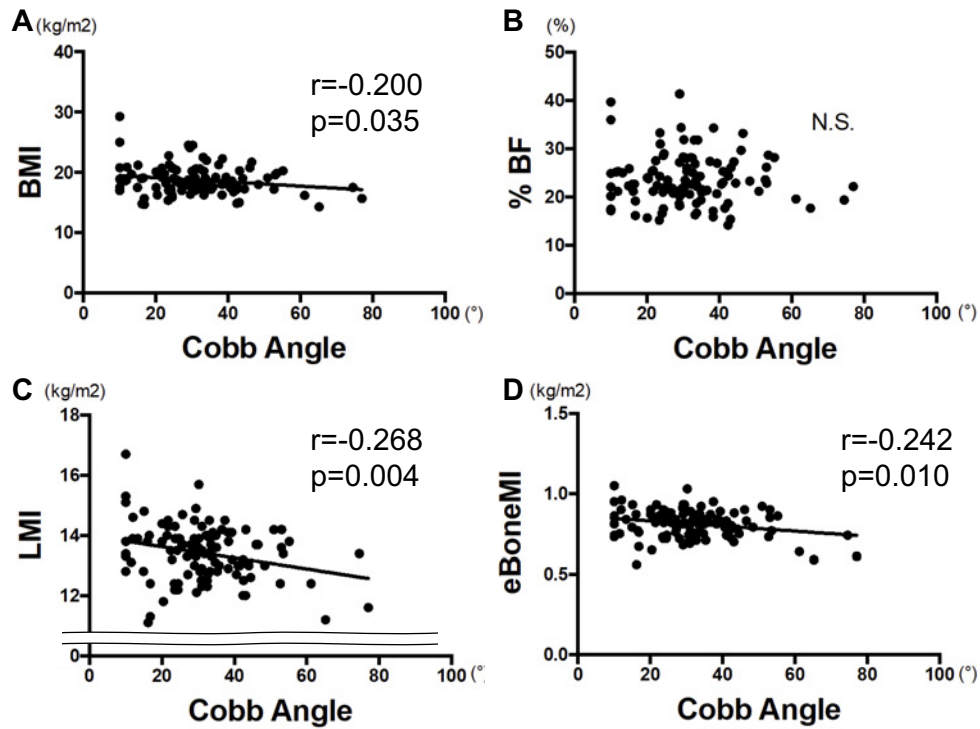 A (kg/m2)
40
30
20
10
0
BMI
r=-0.200
p=0.035
0 20 40 60 80 100 (°)
Cobb Angle
B (%)
50
40
30
20
10
0
% BF
N.S.
0 20 40 60 80 100 (°)
Cobb Angle
C (kg/m2)
18
16
14
12
0
LMI
r=-0.268
p=0.004
0 20 40 60 80 100 (°)
Cobb Angle
D (kg/m2)
1.5
1.0
0.5
0.0
eBoneMI
r=-0.242
p=0.010
0 20 40 60 80 100 (°)
Cobb Angle